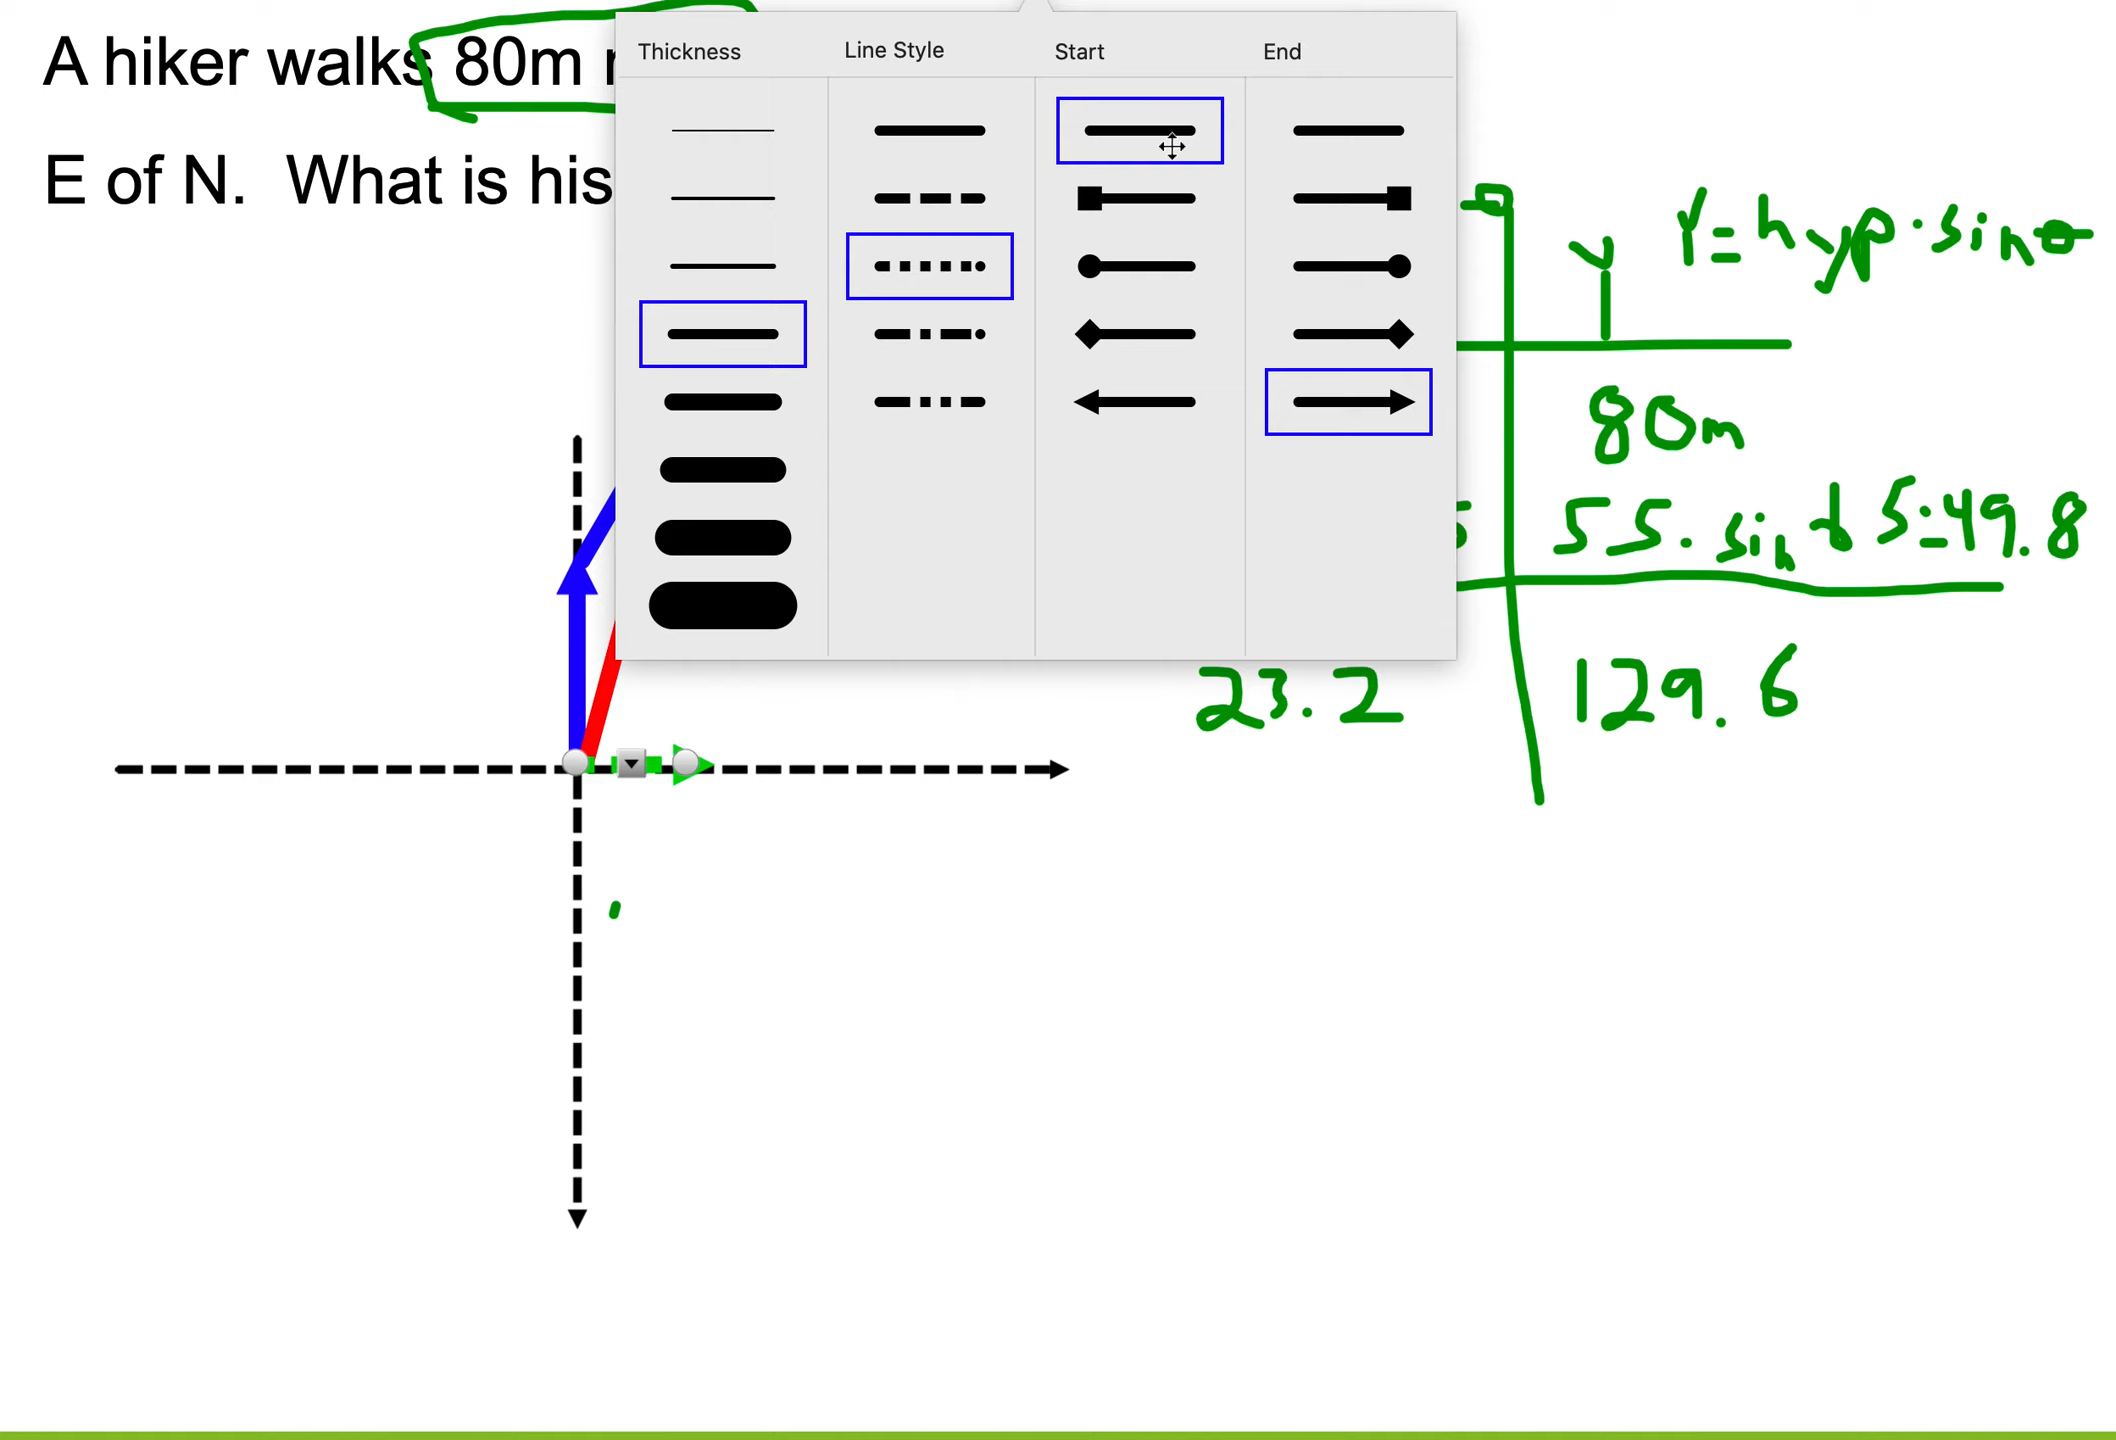 A hiker walks 80m
E of N. What is his
Thickness Line Style Start End
Y
Y=hyp·sinθ
80m
55.sin65=49.8
23.2 129.6